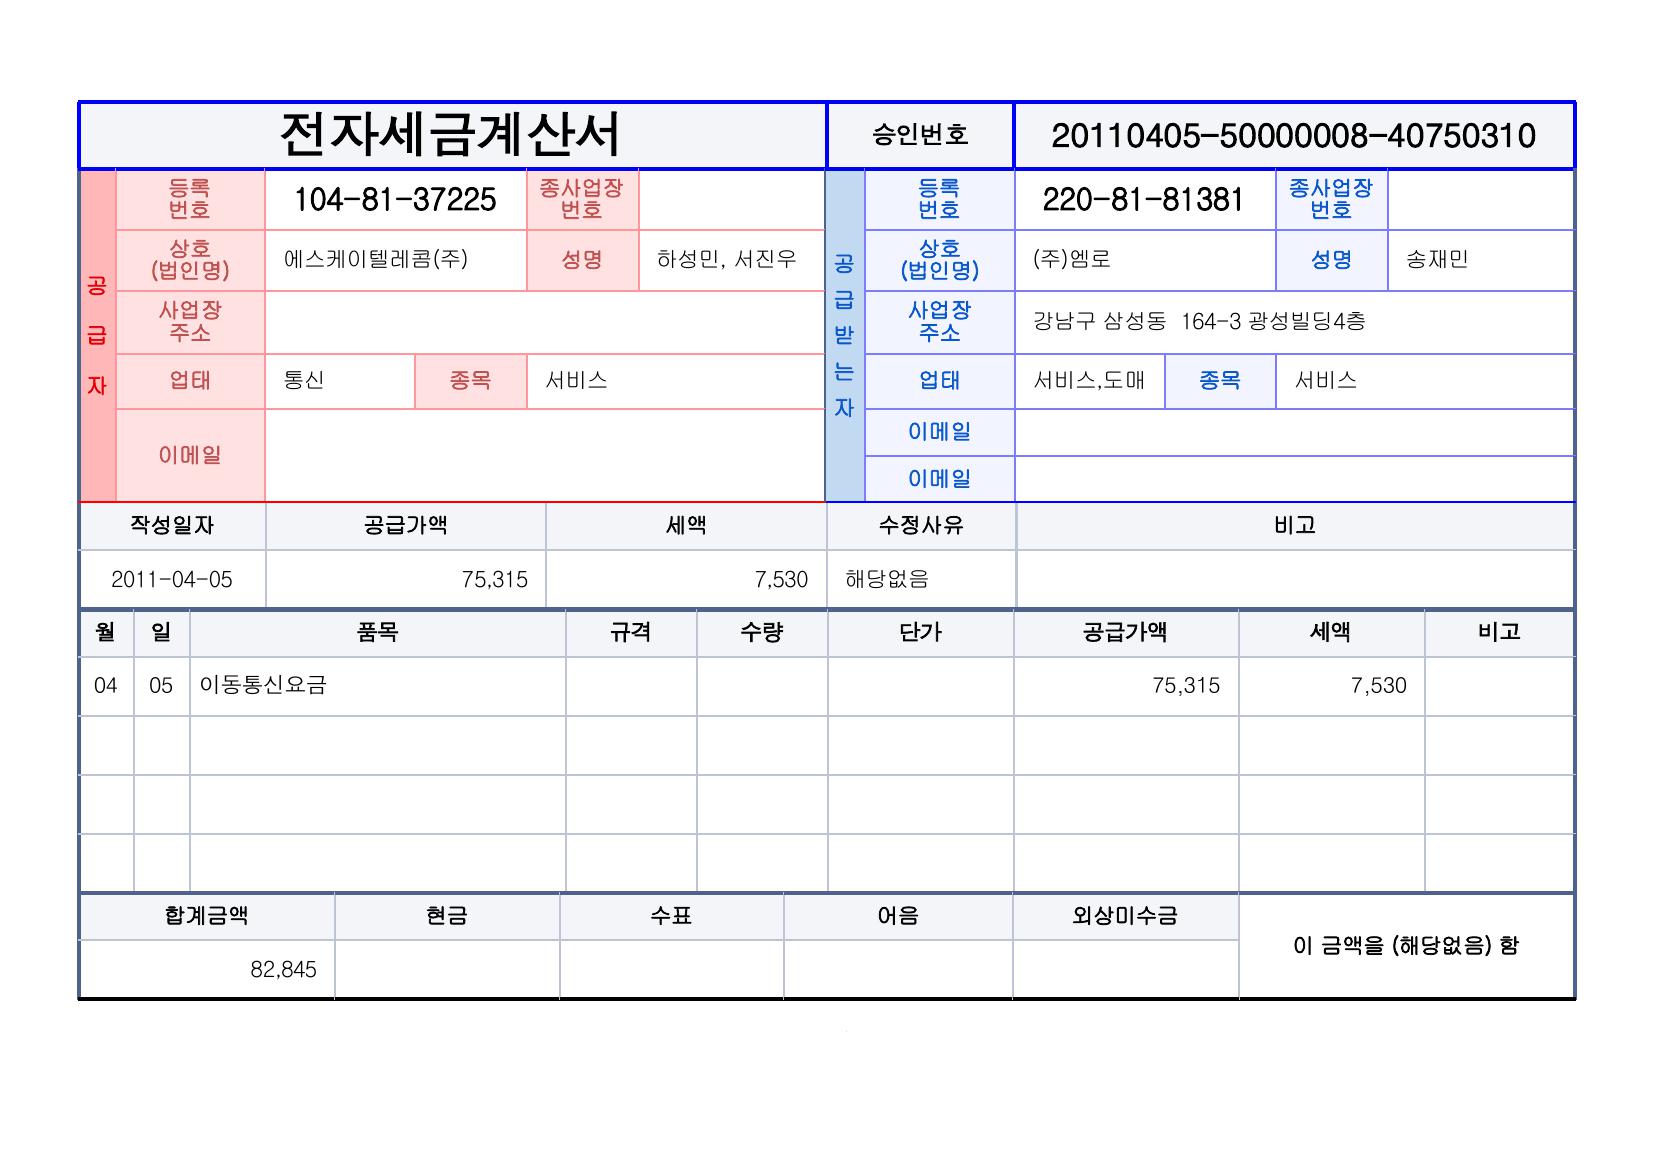 전자세금계산서 승인번호 20110405-50000008-40750310
공급자
등록번호 104-81-37225 종사업장번호
상호(법인명) 에스케이텔레콤(주) 성명 하성민, 서진우
사업장주소
업태 통신 종목 서비스
이메일
공급받는자
등록번호 220-81-81381 종사업장번호
상호(법인명) (주)엠로 성명 송재민
사업장주소 강남구 삼성동 164-3 광성빌딩4층
업태 서비스,도매 종목 서비스
이메일
이메일
작성일자 공급가액 세액 수정사유 비고
2011-04-05 75,315 7,530 해당없음
월 일 품목 규격 수량 단가 공급가액 세액 비고
04 05 이동통신요금 75,315 7,530
합계금액 현금 수표 어음 외상미수금 이 금액을 (해당없음) 함
82,845